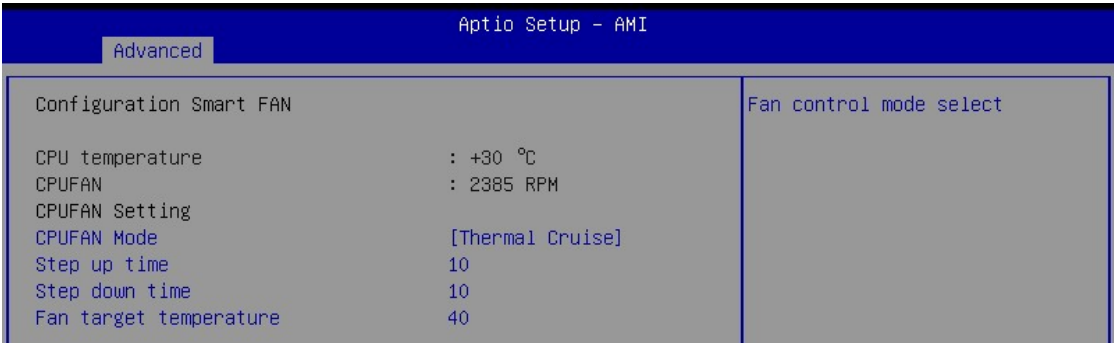 Aptio Setup – AMI
Advanced
Configuration Smart FAN
Fan control mode select
CPU temperature : +30 °C
CPUFAN : 2385 RPM
CPUFAN Setting
CPUFAN Mode [Thermal Cruise]
Step up time 10
Step down time 10
Fan target temperature 40